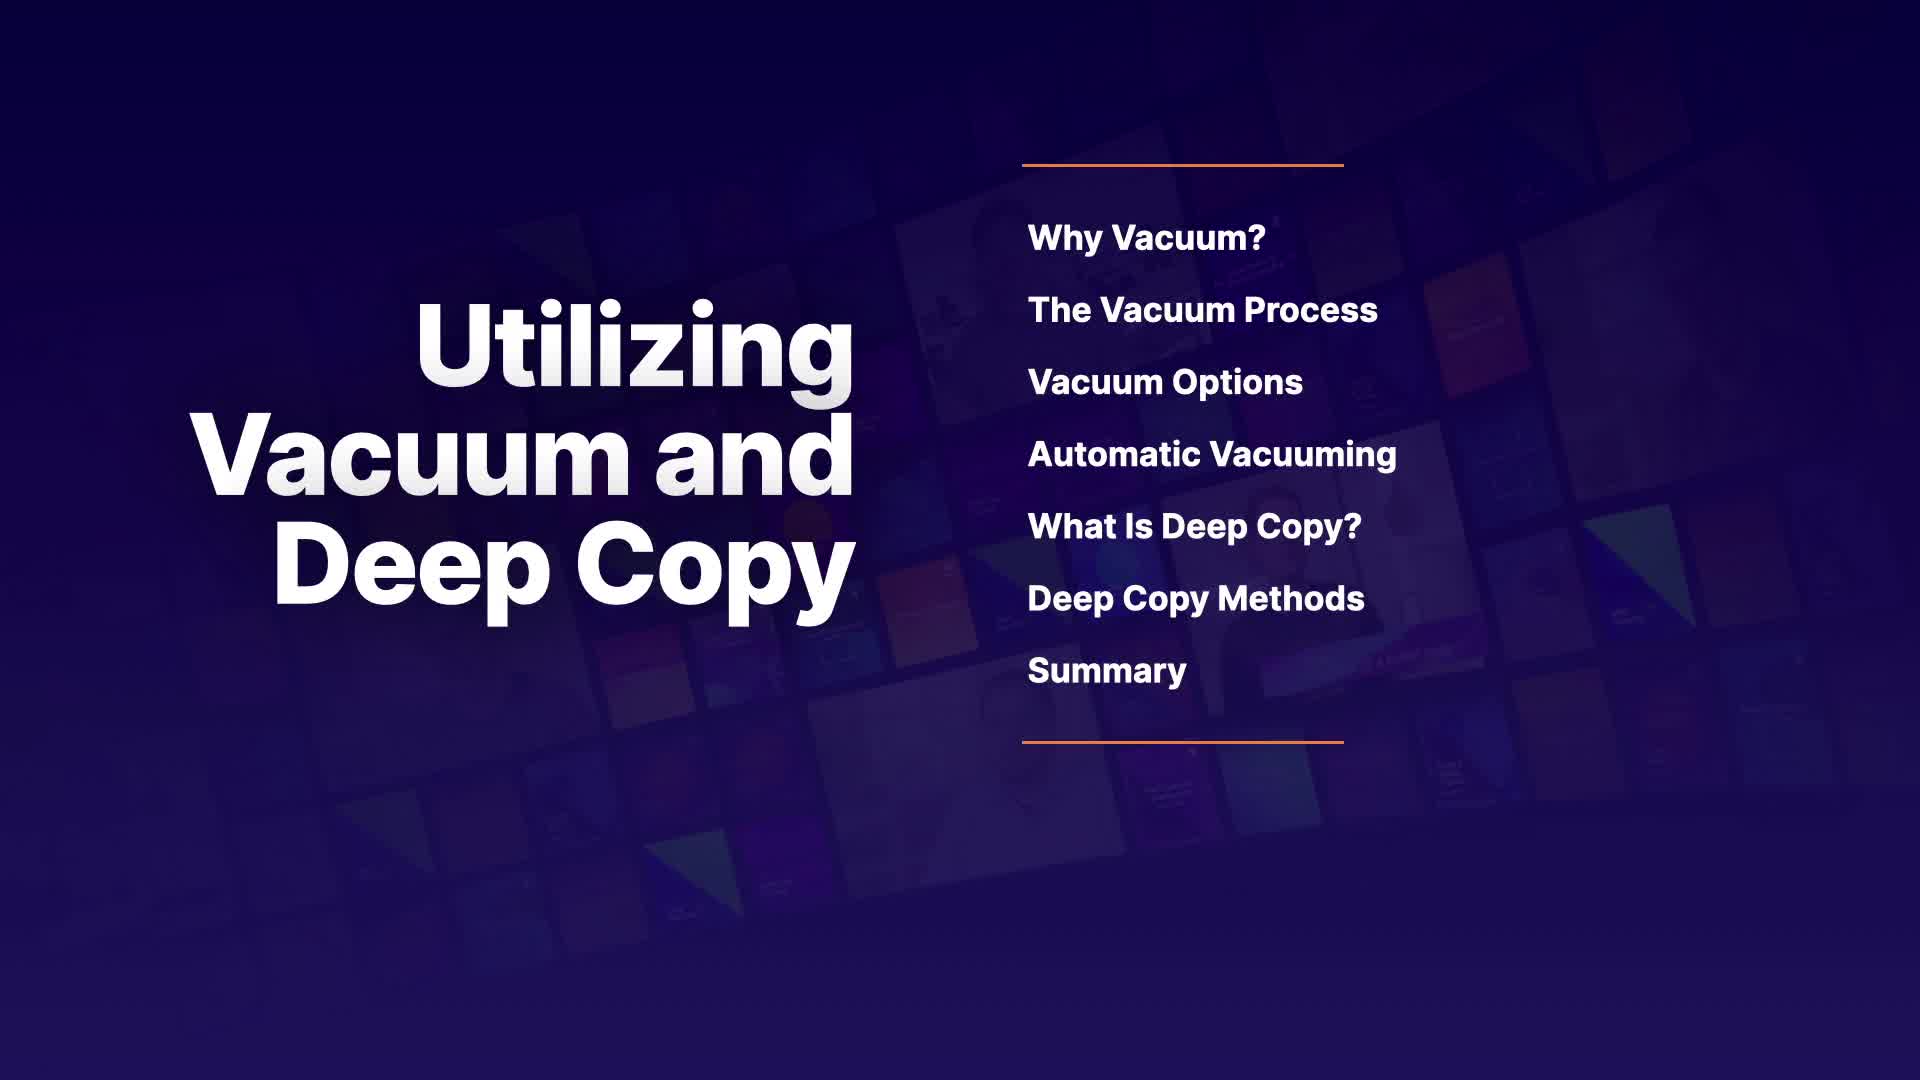 Utilizing
Vacuum and
Deep Copy
Why Vacuum?
The Vacuum Process
Vacuum Options
Automatic Vacuuming
What Is Deep Copy?
Deep Copy Methods
Summary